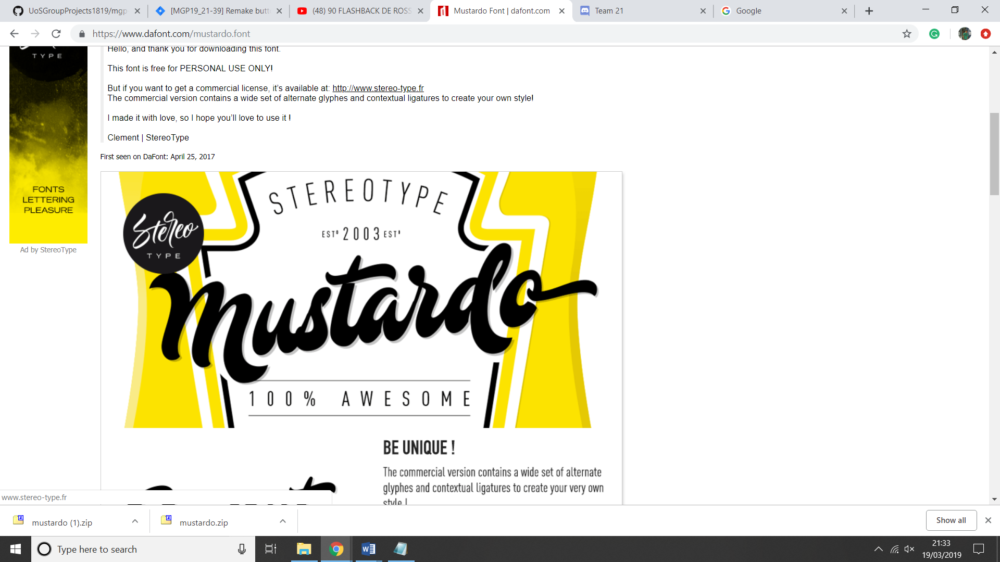 UoSGroupProjects1819/mgp
[MGP19_21-39] Remake butt
(48) 90 FLASHBACK DE ROSS
Mustardo Font | dafont.com
Team 21
Google
https://www.dafont.com/mustardo.font
TYPE
FONTS
LETTERING
PLEASURE
Ad by StereoType
Hello, and thank you for downloading this font.
This font is free for PERSONAL USE ONLY!
But if you want to get a commercial license, it’s available at: http://www.stereo-type.fr
The commercial version contains a wide set of alternate glyphes and contextual ligatures to create your own style!
I made it with love, so I hope you’ll love to use it !
Clement | StereoType
First seen on DaFont: April 25, 2017
STEREOTYPE
ESTD 2003 ESTD
Stereo
TYPE
Mustardo
100% AWESOME
BE UNIQUE !
The commercial version contains a wide set of alternate
glyphes and contextual ligatures to create your very own
style !
www.stereo-type.fr
mustardo (1).zip
mustardo.zip
Show all
Type here to search
21:33
19/03/2019